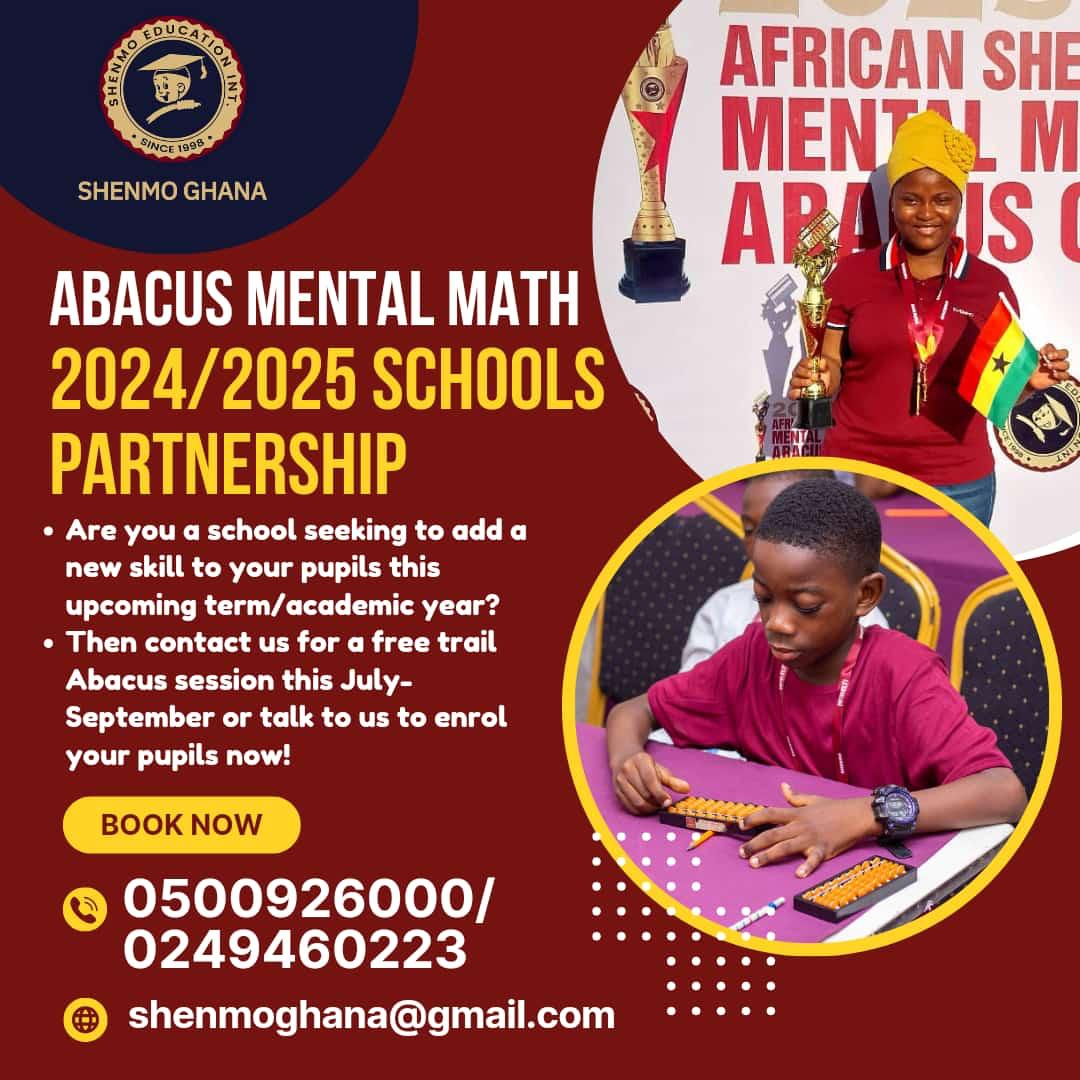 SHENMO EDUCATION INT.
SINCE 1998
SHENMO GHANA
2023
AFRICAN SHE
MENTAL M
ABACUS C
ABACUS MENTAL MATH
2024/2025 SCHOOLS
PARTNERSHIP
• Are you a school seeking to add a
new skill to your pupils this
upcoming term/academic year?
• Then contact us for a free trail
Abacus session this July-
September or talk to us to enrol
your pupils now!
BOOK NOW
0500926000/
0249460223
shenmoghana@gmail.com